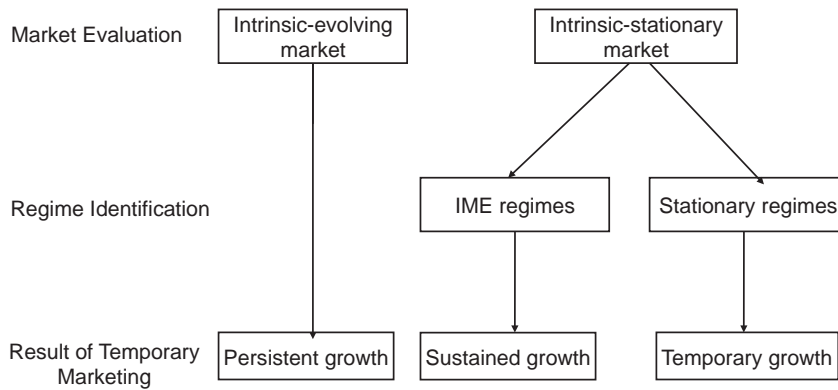 Market Evaluation
Intrinsic-evolving
market
Intrinsic-stationary
market
Regime Identification
IME regimes
Stationary regimes
Result of Temporary
Marketing
Persistent growth
Sustained growth
Temporary growth